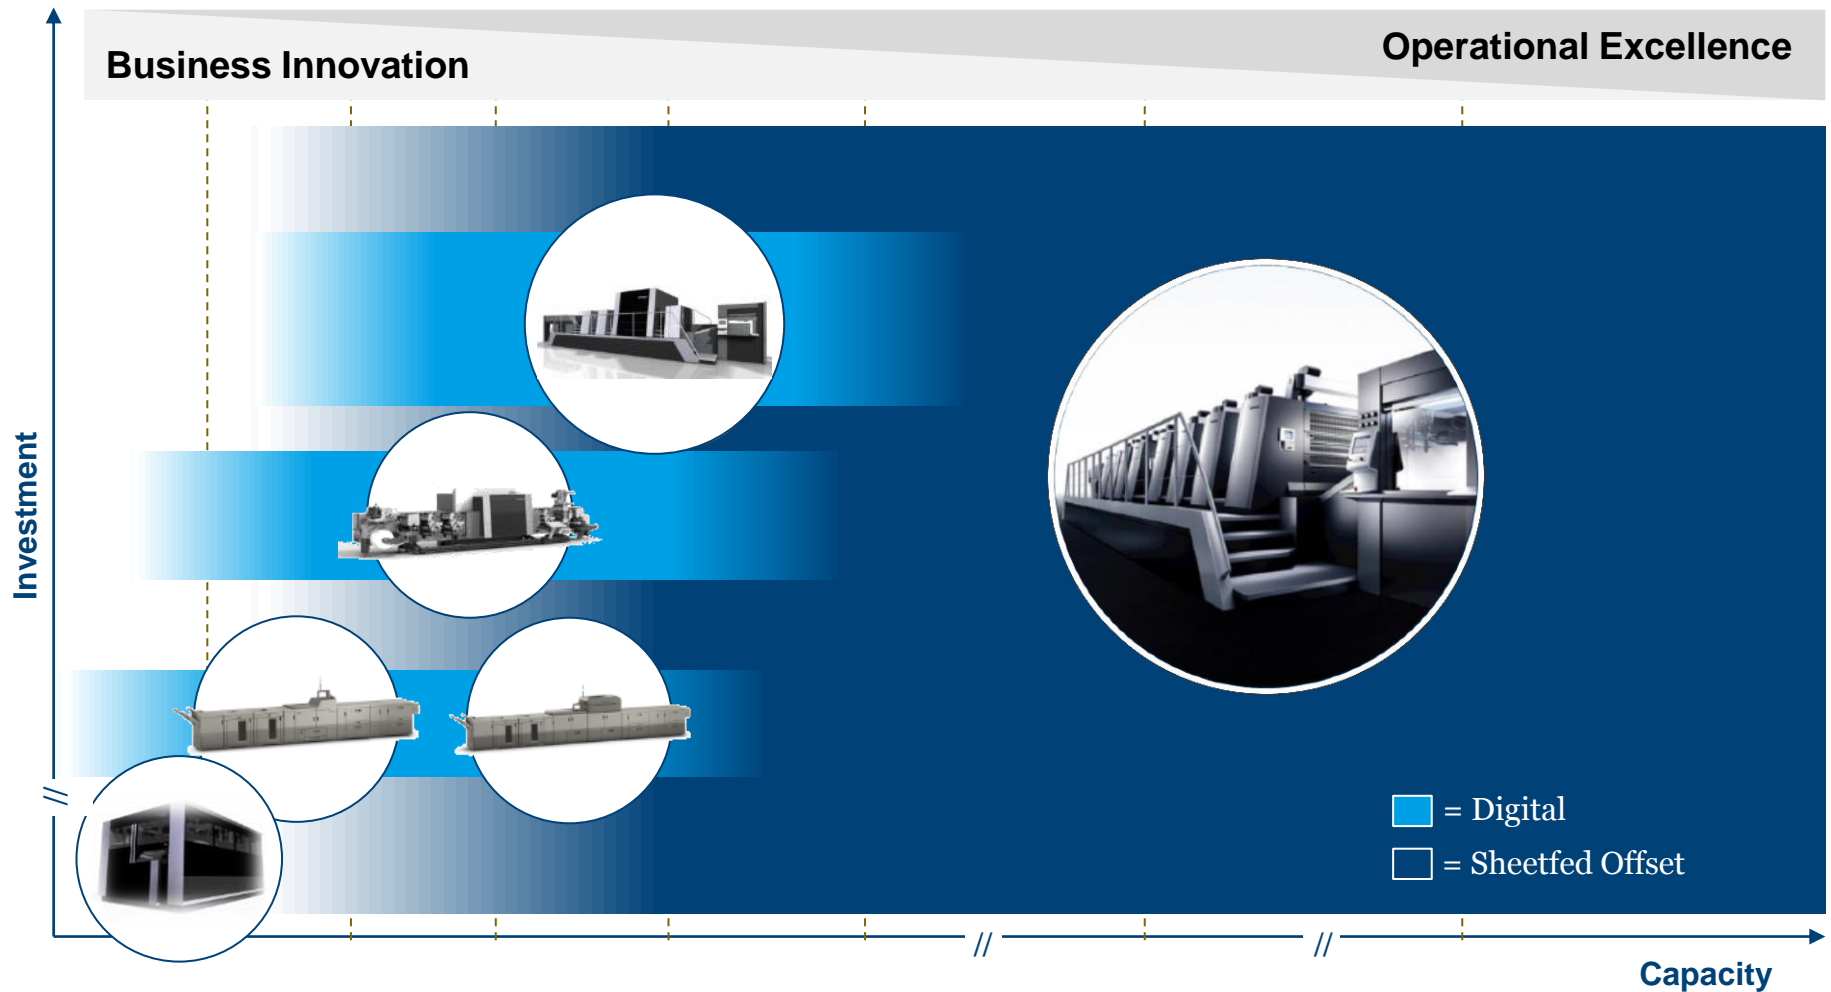 Business Innovation
Operational Excellence
Investment
//
= Digital
= Sheetfed Offset
//
//
Capacity